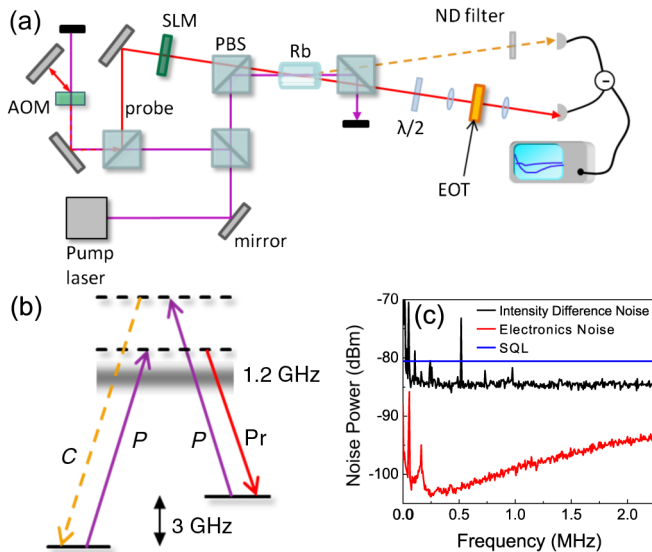 (a)
SLM
PBS
Rb
ND filter
AOM
probe
λ/2
EOT
Pump
laser
mirror
−
(b)
1.2 GHz
C
P
P
Pr
3 GHz
(c)
Noise Power (dBm)
-70
-80
-90
-100
Intensity Difference Noise
Electronics Noise
SQL
0.0 0.5 1.0 1.5 2.0
Frequency (MHz)